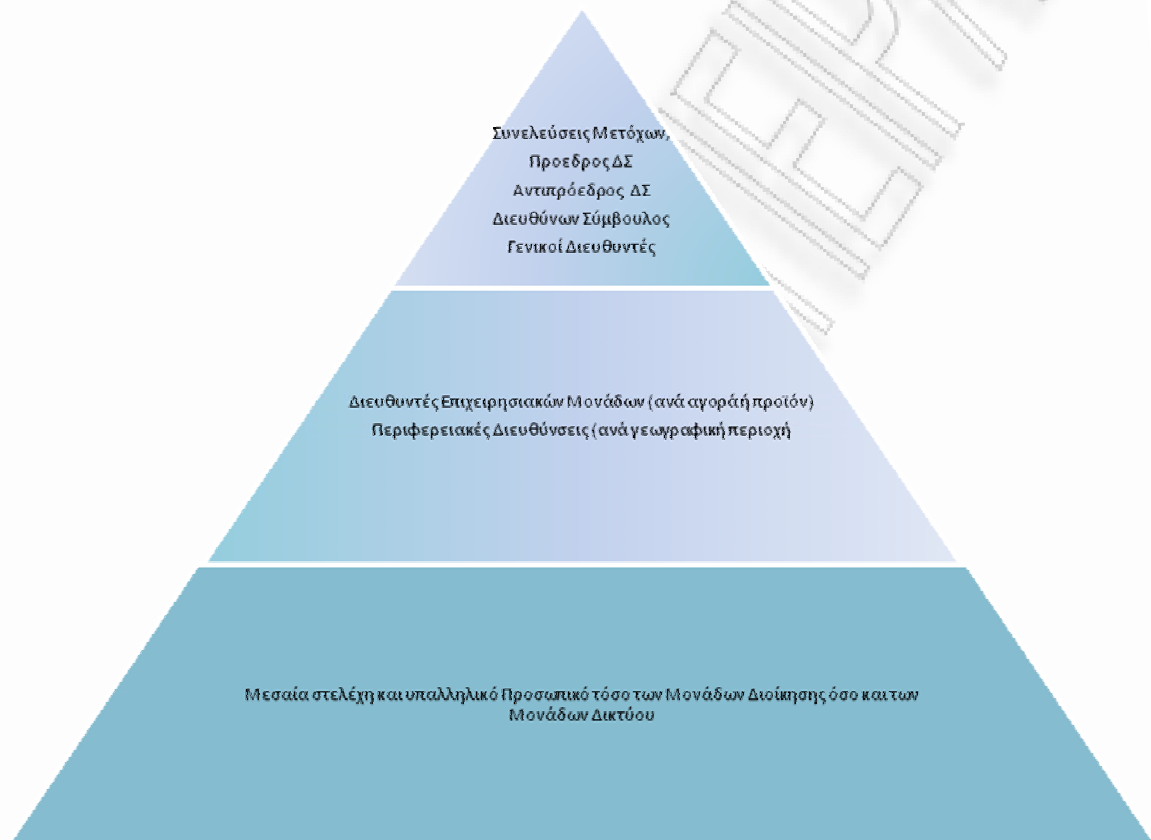 Συνελεύσεις Μετόχων,
Προεδρος ΔΣ
Αντιπρόεδρος ΔΣ
Διευθύνων Σύμβουλος
Γενικοί Διευθυντές
Διευθυντές Επιχειρησιακών Μονάδων (ανά αγορά ή προϊόν)
Περιφερειακές Διευθύνσεις (ανά γεωγραφική περιοχή
Μεσαία στελέχη και υπαλληλικό Προσωπικό τόσο των Μονάδων Διοίκησης όσο και των
Μονάδων Δικτύου